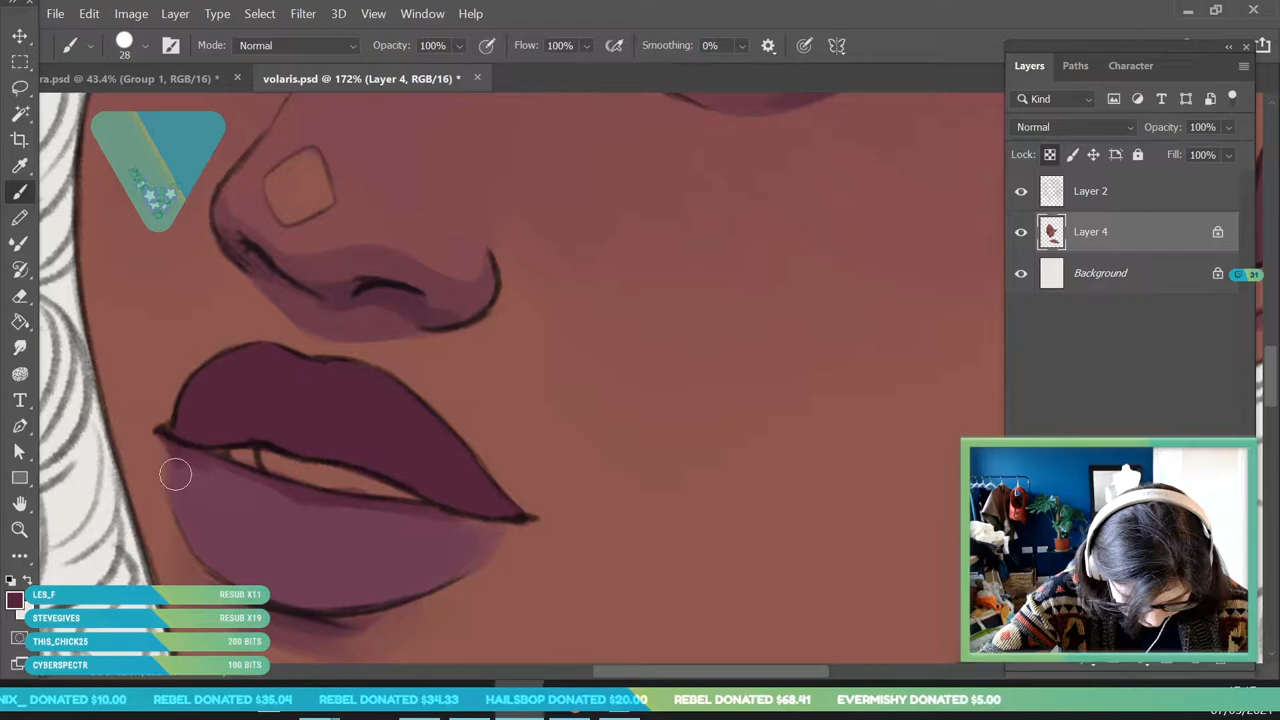 File Edit Image Layer Type Select Filter 3D View Window Help
28 Mode: Normal Opacity: 100% Flow: 100% Smoothing: 0%
ra.psd @ 43.4% (Group 1, RGB/16) * volaris.psd @ 172% (Layer 4, RGB/16) *
Layers Paths Character
Kind
Normal Opacity: 100%
Lock: Fill: 100%
Layer 2
Layer 4
Background
31
LES_F RESUB X11
STEVEGIVES RESUB X19
THIS_CHICK25 200 BITS
CYBERSPECTR 100 BITS
NIX_ DONATED $10.00 REBEL DONATED $35.04 REBEL DONATED $34.33 HAILSBOP DONATED $20.00 REBEL DONATED $68.41 EVERMISHY DONATED $5.00